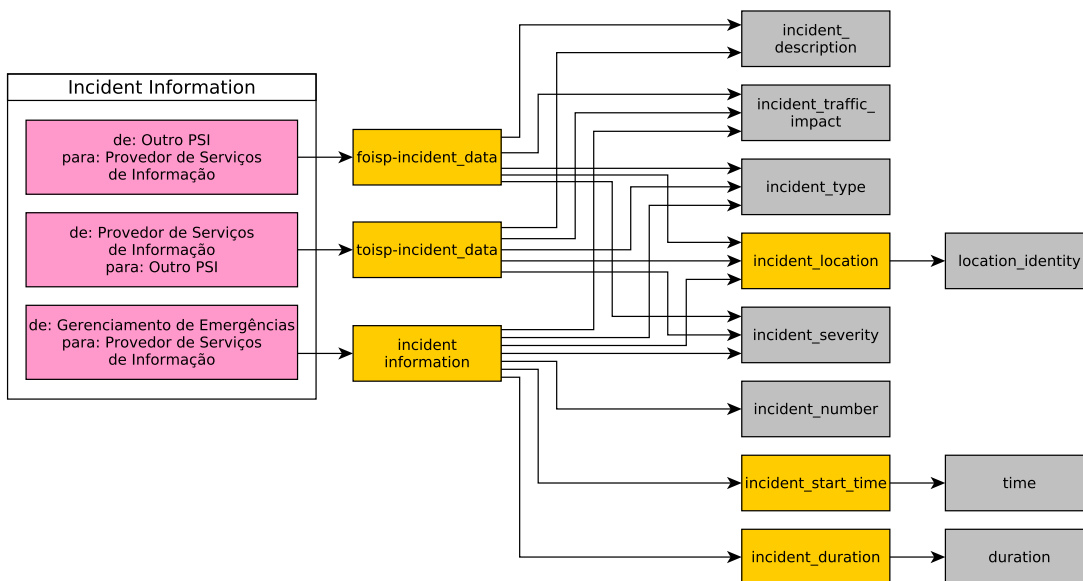 Incident Information
de: Outro PSI
para: Provedor de Serviços
de Informação
de: Provedor de Serviços
de Informação
para: Outro PSI
de: Gerenciamento de Emergências
para: Provedor de Serviços
de Informação
foisp-incident_data
toisp-incident_data
incident
information
incident_
description
incident_traffic_
impact
incident_type
incident_location
incident_severity
incident_number
incident_start_time
incident_duration
location_identity
time
duration